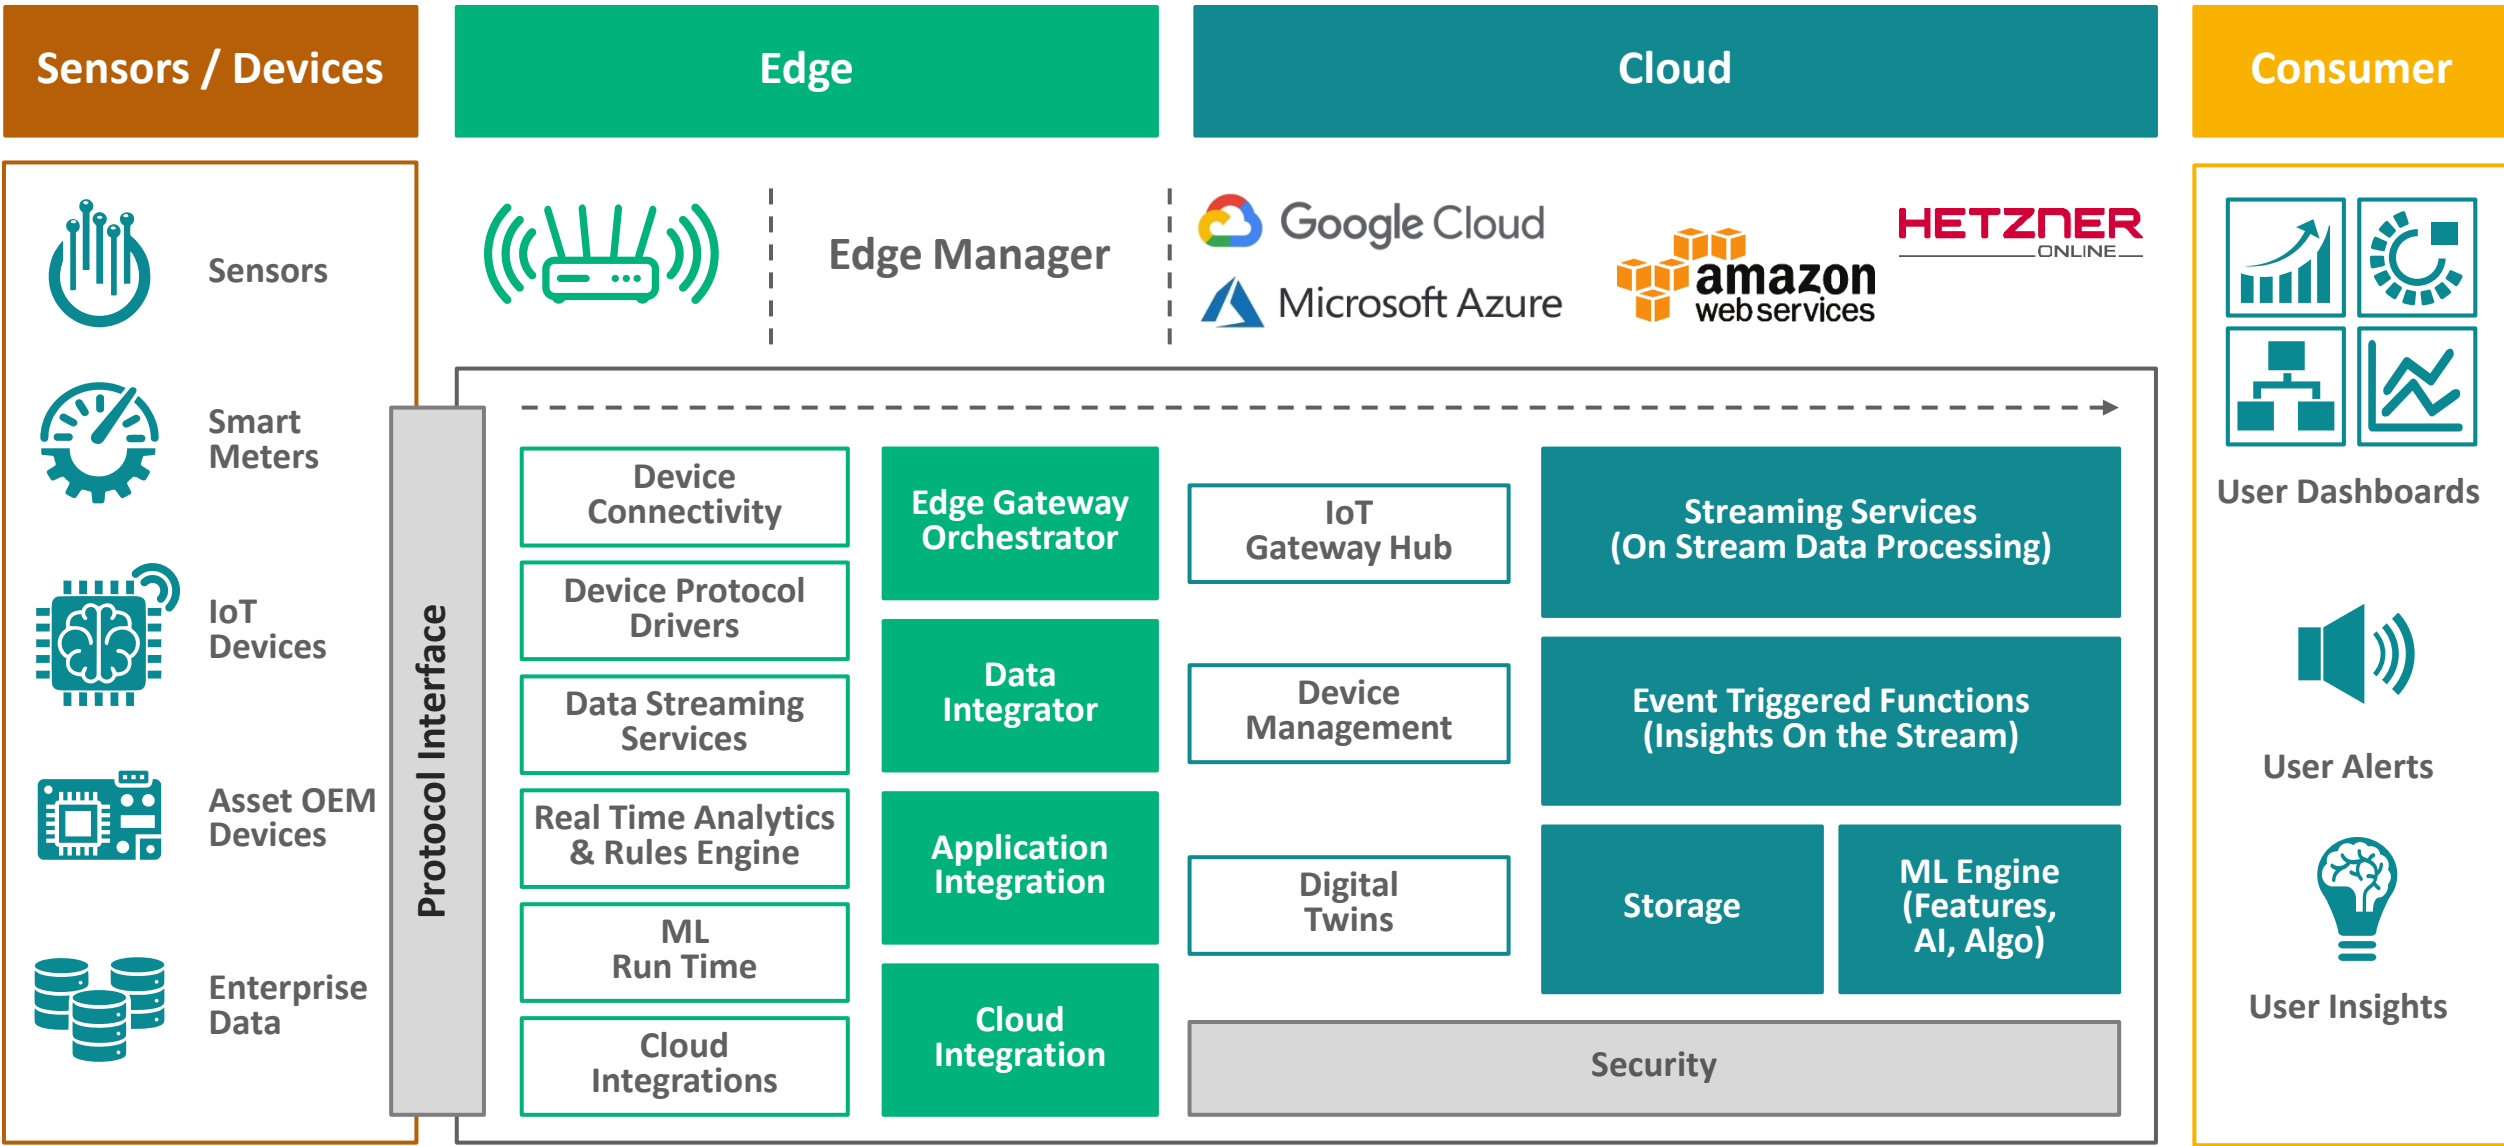 Sensors / Devices
Edge
Cloud
Consumer
Sensors
Smart
Meters
IoT
Devices
Asset OEM
Devices
Enterprise
Data
Protocol Interface
Edge Manager
Google Cloud
Microsoft Azure
amazon
web services
HETZNER
ONLINE
Device
Connectivity
Device Protocol
Drivers
Data Streaming
Services
Real Time Analytics
& Rules Engine
ML
Run Time
Cloud
Integrations
Edge Gateway
Orchestrator
Data
Integrator
Application
Integration
Cloud
Integration
IoT
Gateway Hub
Device
Management
Digital
Twins
Streaming Services
(On Stream Data Processing)
Event Triggered Functions
(Insights On the Stream)
Storage
ML Engine
(Features,
AI, Algo)
Security
User Dashboards
User Alerts
User Insights